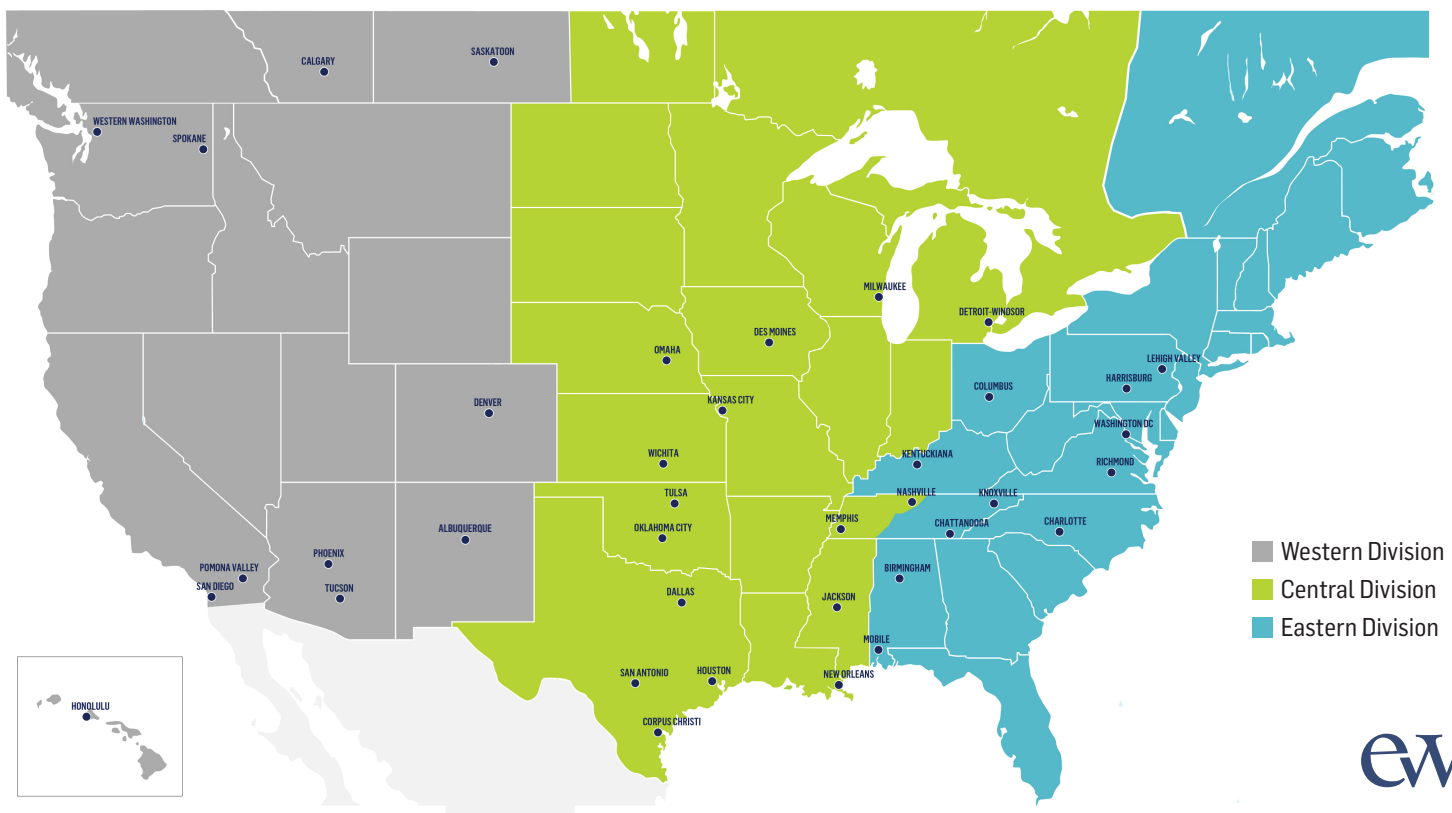 SASKATOON
CALGARY
WESTERN WASHINGTON
SPOKANE
MILWAUKEE
DETROIT-WINDSOR
DES MOINES
OMAHA
LEHIGH VALLEY
HARRISBURG
COLUMBUS
DENVER
KANSAS CITY
WASHINGTON DC
WICHITA
KENTUCKIANA
RICHMOND
TULSA
NASHVILLE
KNOXVILLE
ALBUQUERQUE
OKLAHOMA CITY
MEMPHIS
CHATTANOOGA
CHARLOTTE
PHOENIX
POMONA VALLEY
SAN DIEGO
TUCSON
BIRMINGHAM
DALLAS
JACKSON
MOBILE
SAN ANTONIO
HOUSTON
NEW ORLEANS
CORPUS CHRISTI
HONOLULU
Western Division
Central Division
Eastern Division
ew